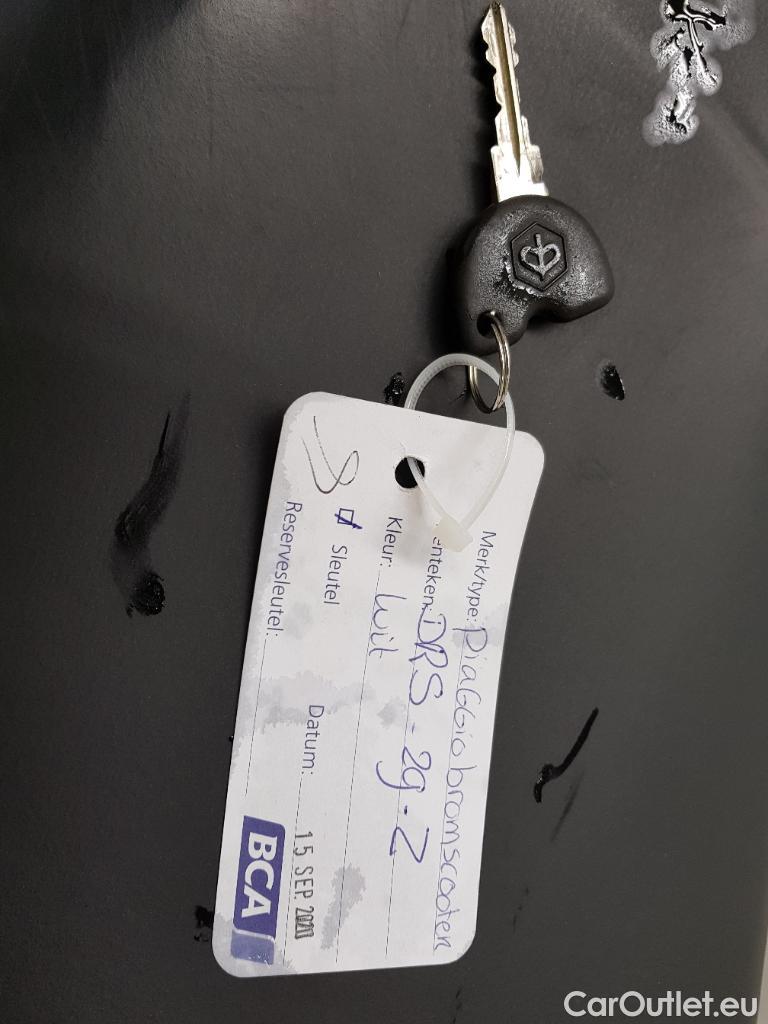 Merk/type: Piaggio bromscooter
enteken: DRS-29-Z
Kleur: Wit
Sleutel
Datum: 15 SEP. 2020
Reservesleutel:
BCA
CarOutlet.eu